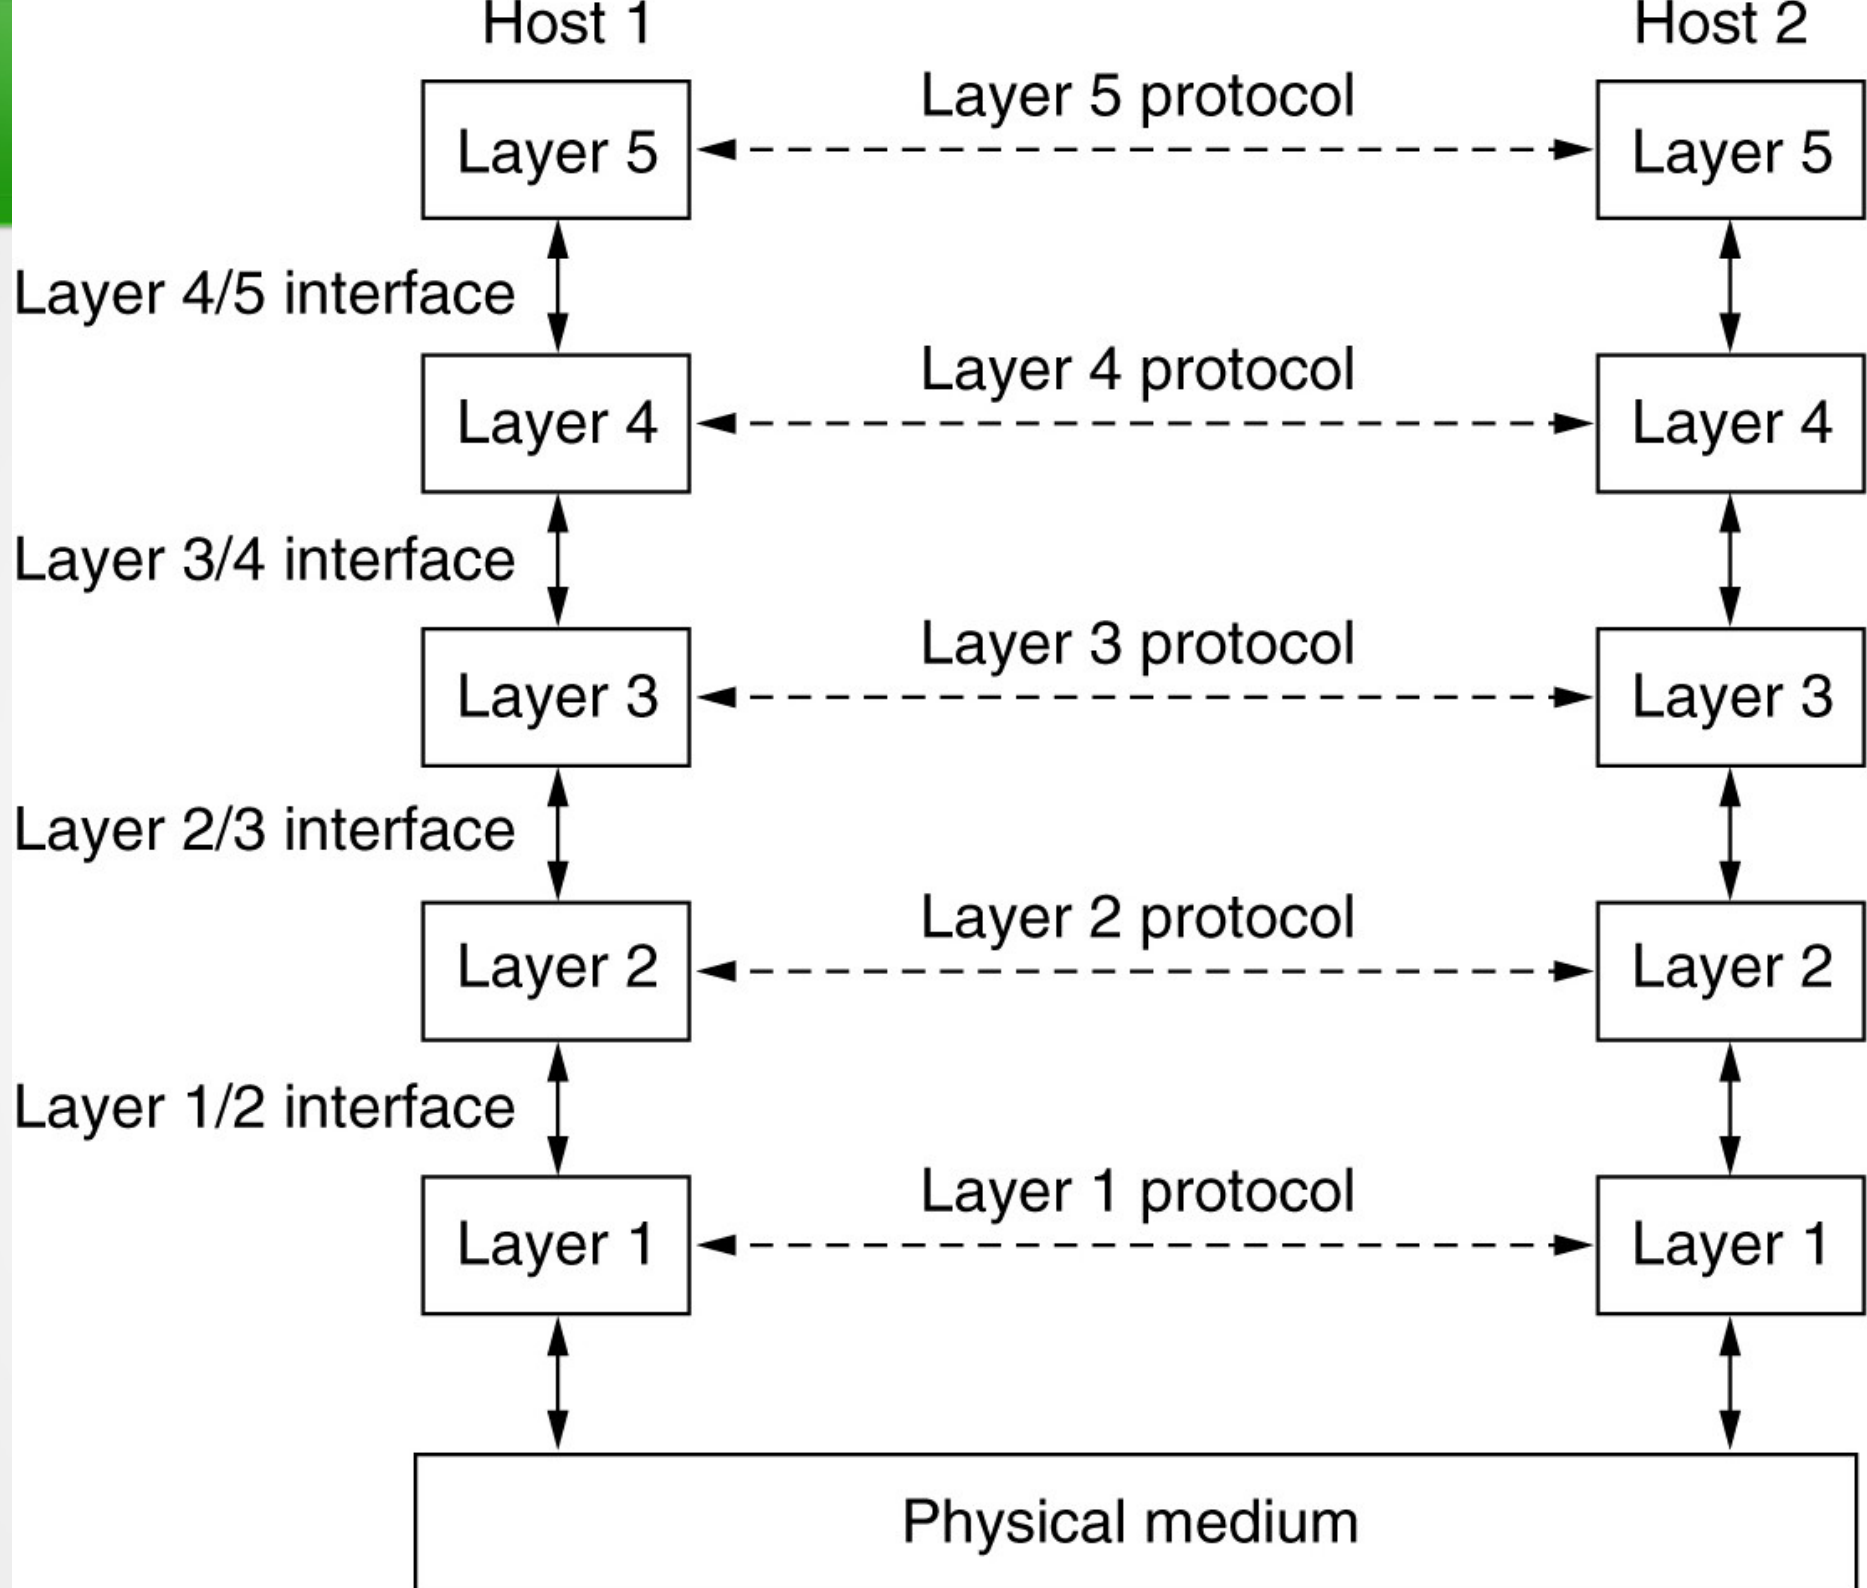 Host 1
Host 2
Layer 5 protocol
Layer 5
Layer 5
Layer 4/5 interface
Layer 4 protocol
Layer 4
Layer 4
Layer 3/4 interface
Layer 3 protocol
Layer 3
Layer 3
Layer 2/3 interface
Layer 2 protocol
Layer 2
Layer 2
Layer 1/2 interface
Layer 1 protocol
Layer 1
Layer 1
Physical medium